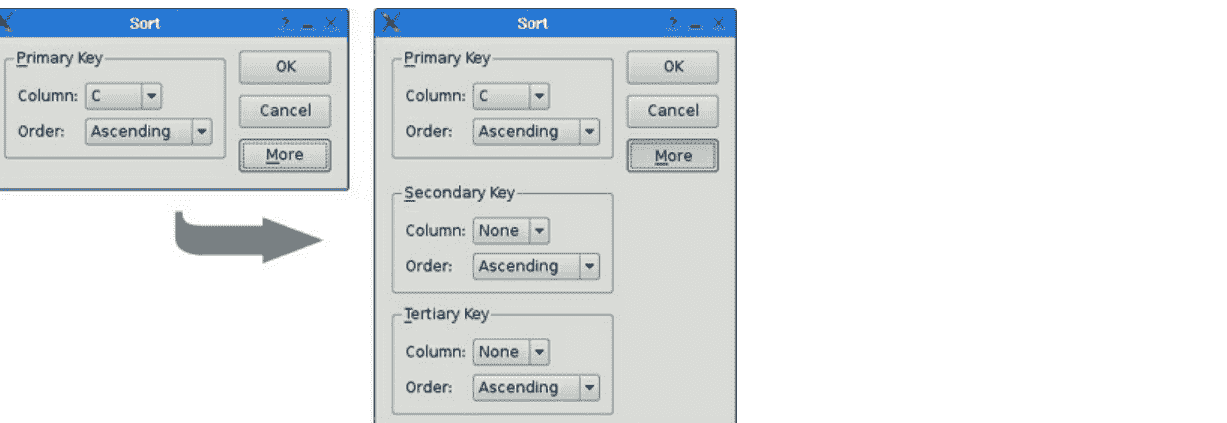 Sort
Primary Key
OK
Column: C
Cancel
Order: Ascending
More
Sort
Primary Key
OK
Column: C
Cancel
Order: Ascending
More
Secondary Key
Column: None
Order: Ascending
Tertiary Key
Column: None
Order: Ascending